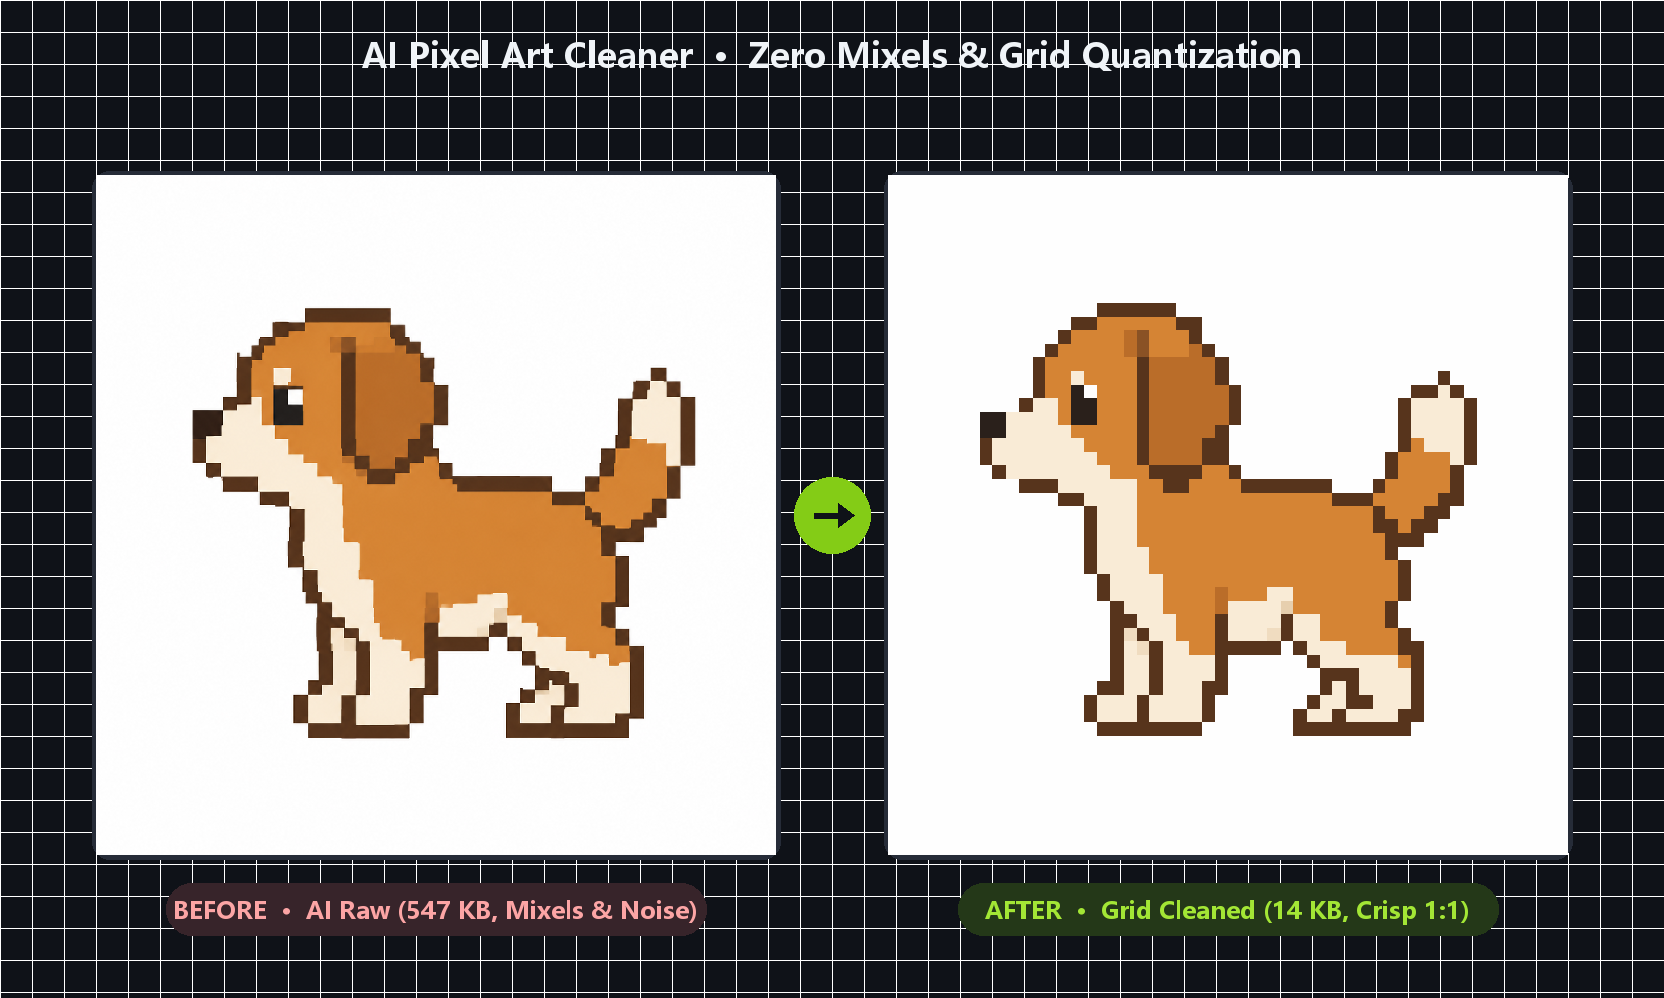 AI Pixel Art Cleaner • Zero Mixels & Grid Quantization
BEFORE • AI Raw (547 KB, Mixels & Noise)
AFTER • Grid Cleaned (14 KB, Crisp 1:1)